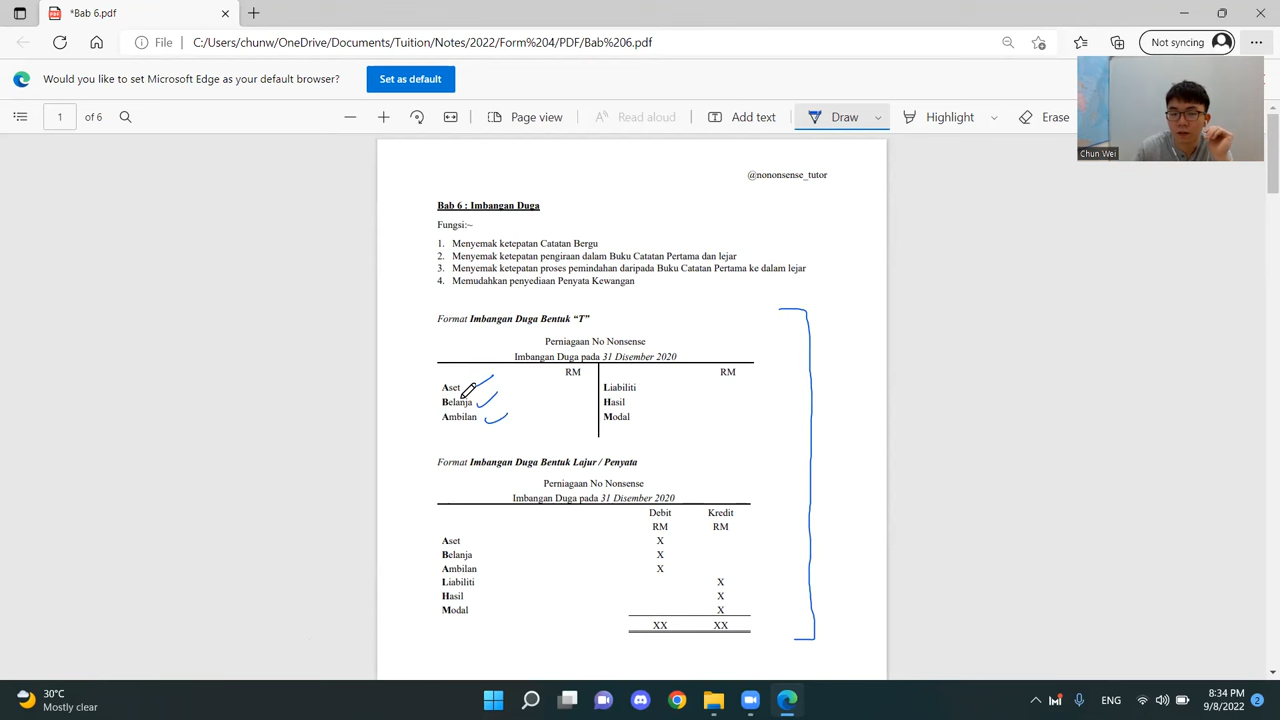 *Bab 6.pdf
File
C:/Users/chunw/OneDrive/Documents/Tuition/Notes/2022/Form%204/PDF/Bab%206.pdf
Not syncing
Would you like to set Microsoft Edge as your default browser?
Set as default
1 of 6
Page view
Read aloud
Add text
Draw
Highlight
Erase
Chun Wei
@nononsense_tutor
Bab 6 : Imbangan Duga
Fungsi:~
1. Menyemak ketepatan Catatan Bergu
2. Menyemak ketepatan pengiraan dalam Buku Catatan Pertama dan lejar
3. Menyemak ketepatan proses pemindahan daripada Buku Catatan Pertama ke dalam lejar
4. Memudahkan penyediaan Penyata Kewangan
Format Imbangan Duga Bentuk “T”
Perniagaan No Nonsense
Imbangan Duga pada 31 Disember 2020
RM RM
Aset Liabiliti
Belanja Hasil
Ambilan Modal
Format Imbangan Duga Bentuk Lajur / Penyata
Perniagaan No Nonsense
Imbangan Duga pada 31 Disember 2020
Debit Kredit
RM RM
Aset X
Belanja X
Ambilan X
Liabiliti X
Hasil X
Modal X
XX XX
30°C
Mostly clear
ENG
8:34 PM
9/8/2022
2